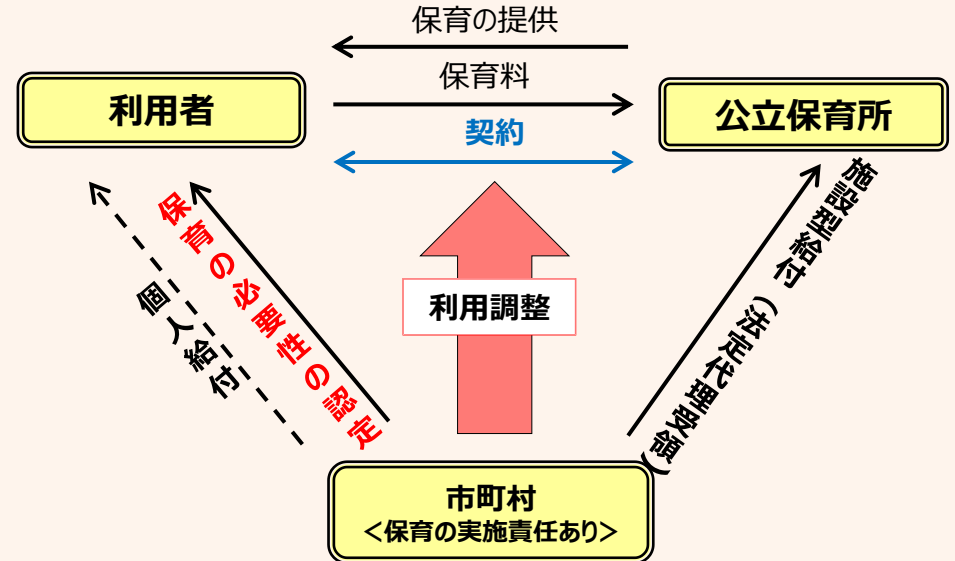 保育の提供
保育料
利用者
公立保育所
契約
利用調整
保育の必要性の認定
個人給付
施設型給付（法定代理受領）
市町村
＜保育の実施責任あり＞